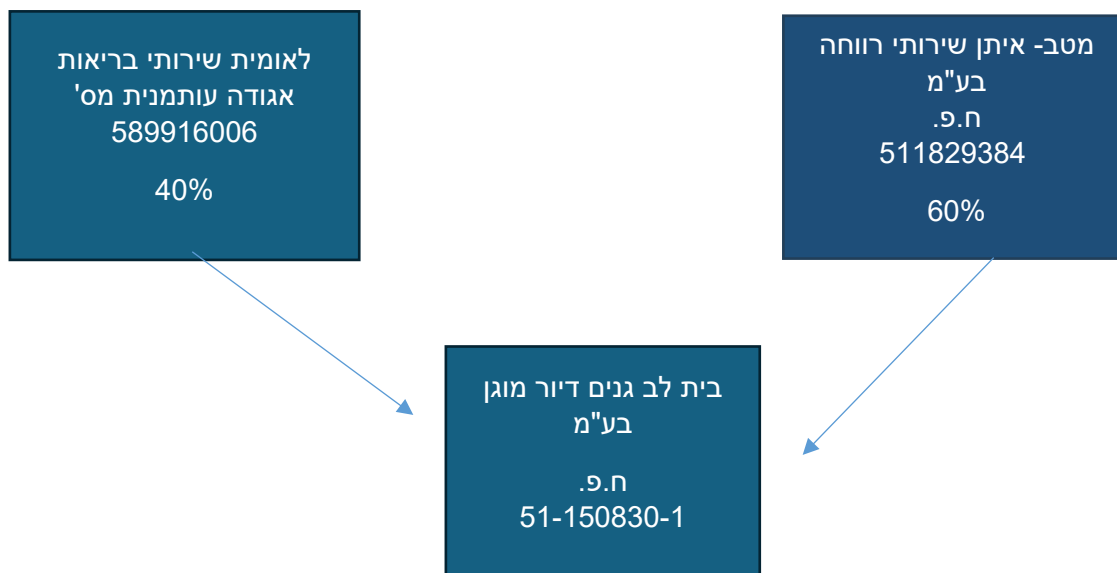 מטב- איתן שירותי רווחה
בע"מ
ח.פ.
511829384
60%
לאומית שירותי בריאות
אגודה עותמנית מס'
589916006
40%
בית לב גנים דיור מוגן
בע"מ
ח.פ.
51-150830-1